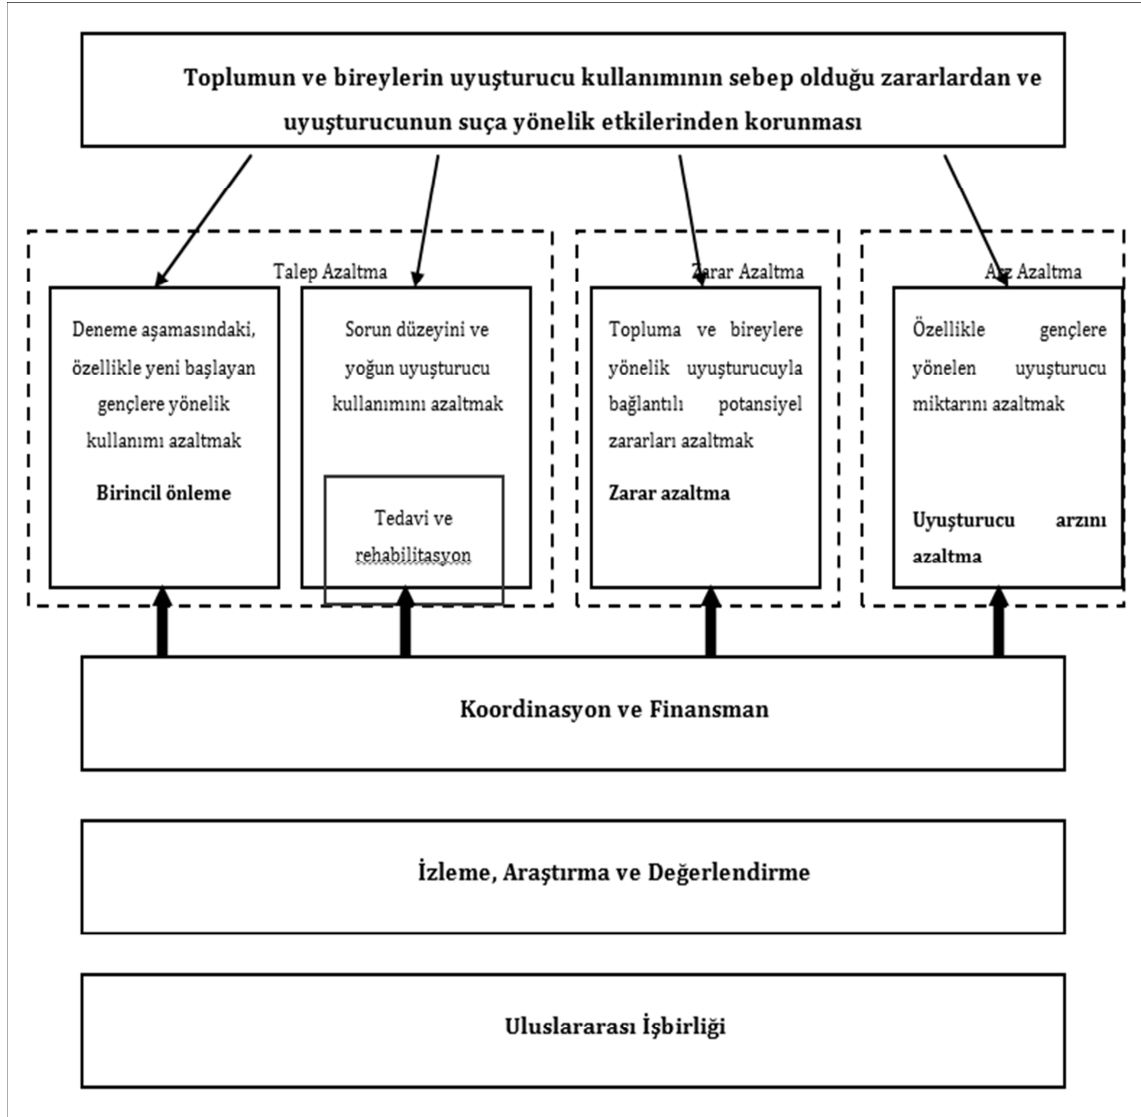 Toplumun ve bireylerin uyuşturucu kullanımının sebep olduğu zararlardan ve
uyuşturucunun suça yönelik etkilerinden korunması
Talep Azaltma
Deneme aşamasındaki,
özellikle yeni başlayan
gençlere yönelik
kullanımı azaltmak
Birincil önleme
Sorun düzeyini ve
yoğun uyuşturucu
kullanımını azaltmak
Tedavi ve
rehabilitasyon
Zarar Azaltma
Topluma ve bireylere
yönelik uyuşturucuyla
bağlantılı potansiyel
zararları azaltmak
Zarar azaltma
Arz Azaltma
Özellikle gençlere
yönelen uyuşturucu
miktarını azaltmak
Uyuşturucu arzını
azaltma
Koordinasyon ve Finansman
İzleme, Araştırma ve Değerlendirme
Uluslararası İşbirliği